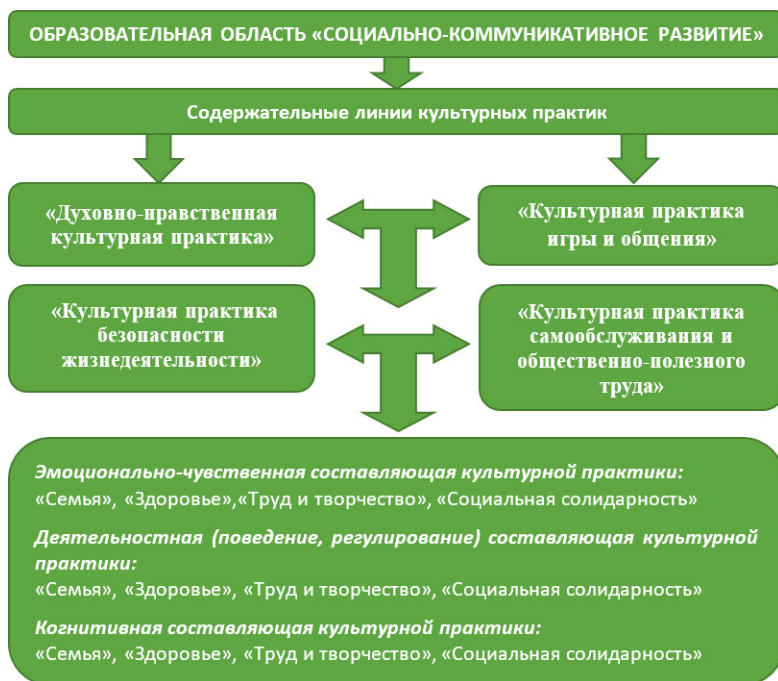 ОБРАЗОВАТЕЛЬНАЯ ОБЛАСТЬ «СОЦИАЛЬНО-КОММУНИКАТИВНОЕ РАЗВИТИЕ»
Содержательные линии культурных практик
«Духовно-нравственная
культурная практика»
«Культурная практика
игры и общения»
«Культурная практика
безопасности
жизнедеятельности»
«Культурная практика
самообслуживания и
общественно-полезного
труда»
Эмоционально-чувственная составляющая культурной практики:
«Семья», «Здоровье»,«Труд и творчество», «Социальная солидарность»
Деятельностная (поведение, регулирование) составляющая культурной
практики:
«Семья», «Здоровье», «Труд и творчество», «Социальная солидарность»
Когнитивная составляющая культурной практики:
«Семья», «Здоровье», «Труд и творчество», «Социальная солидарность»